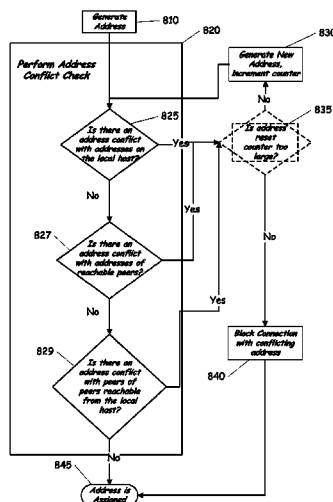 Generate
Address
810
820
830
Perform Address
Conflict Check
Generate New
Address,
Increment counter
825
Is there an
address conflict
with addresses on
the local host?
Yes
No
835
Is address
reset
counter too
large?
No
No
827
Is there an
address conflict
with addresses of
reachable peers?
Yes
No
829
Is there an
address conflict
with peers of
peers reachable
from the local
host?
Yes
No
Block Connection
with conflicting
address
840
845
Address is
Assigned